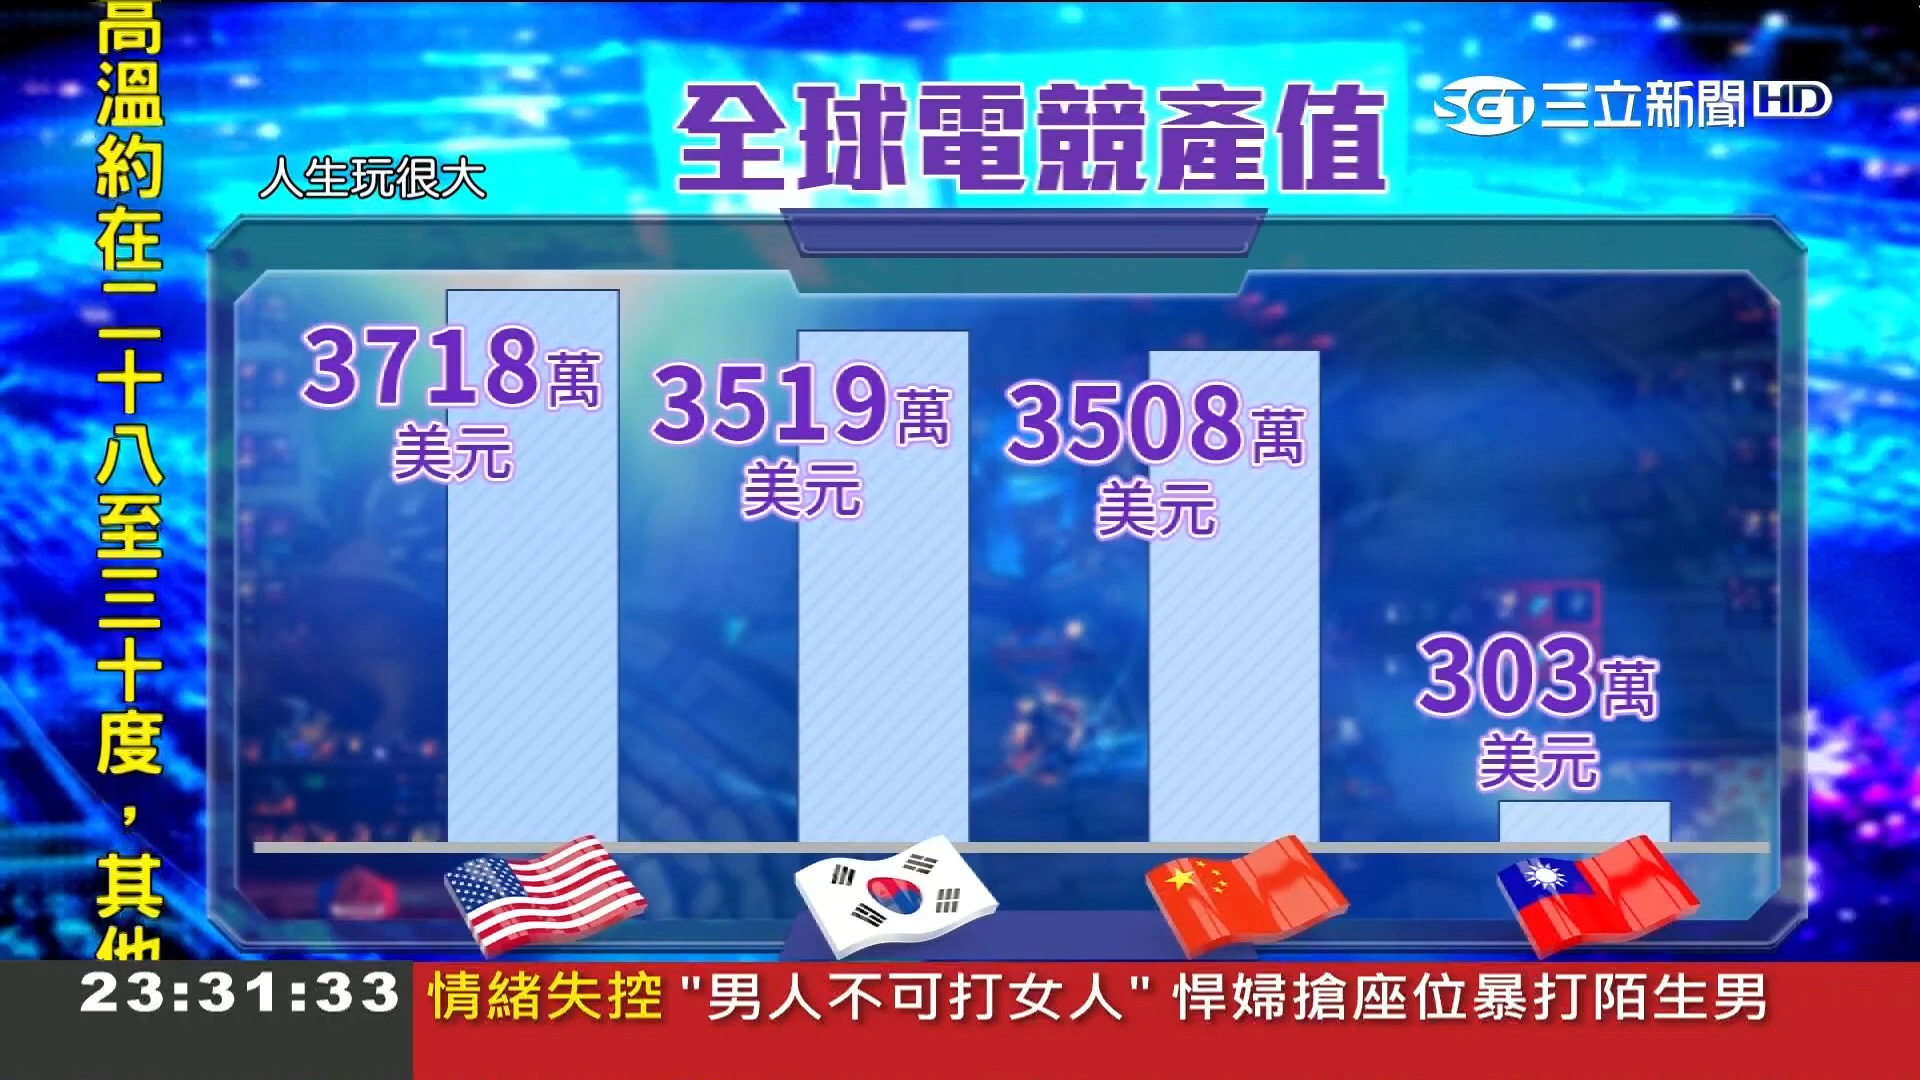 高溫約在二十八至三十度，其他
人生玩很大
全球電競產值
SET三立新聞HD
3718萬
美元
3519萬
美元
3508萬
美元
303萬
美元
23:31:33
情緒失控 "男人不可打女人" 悍婦搶座位暴打陌生男